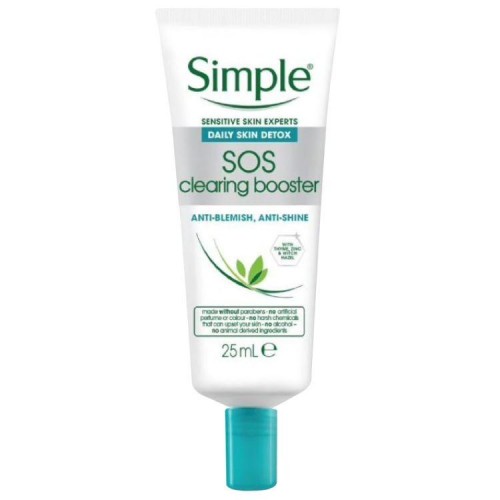 Simple®
SENSITIVE SKIN EXPERTS
DAILY SKIN DETOX
SOS
clearing booster
ANTI-BLEMISH, ANTI-SHINE
WITH
THYME, ZINC
& WITCH
HAZEL
made without parabens - no artificial
perfume or colour - no harsh chemicals
that can upset your skin - no alcohol -
no animal derived ingredients
25mL ℮